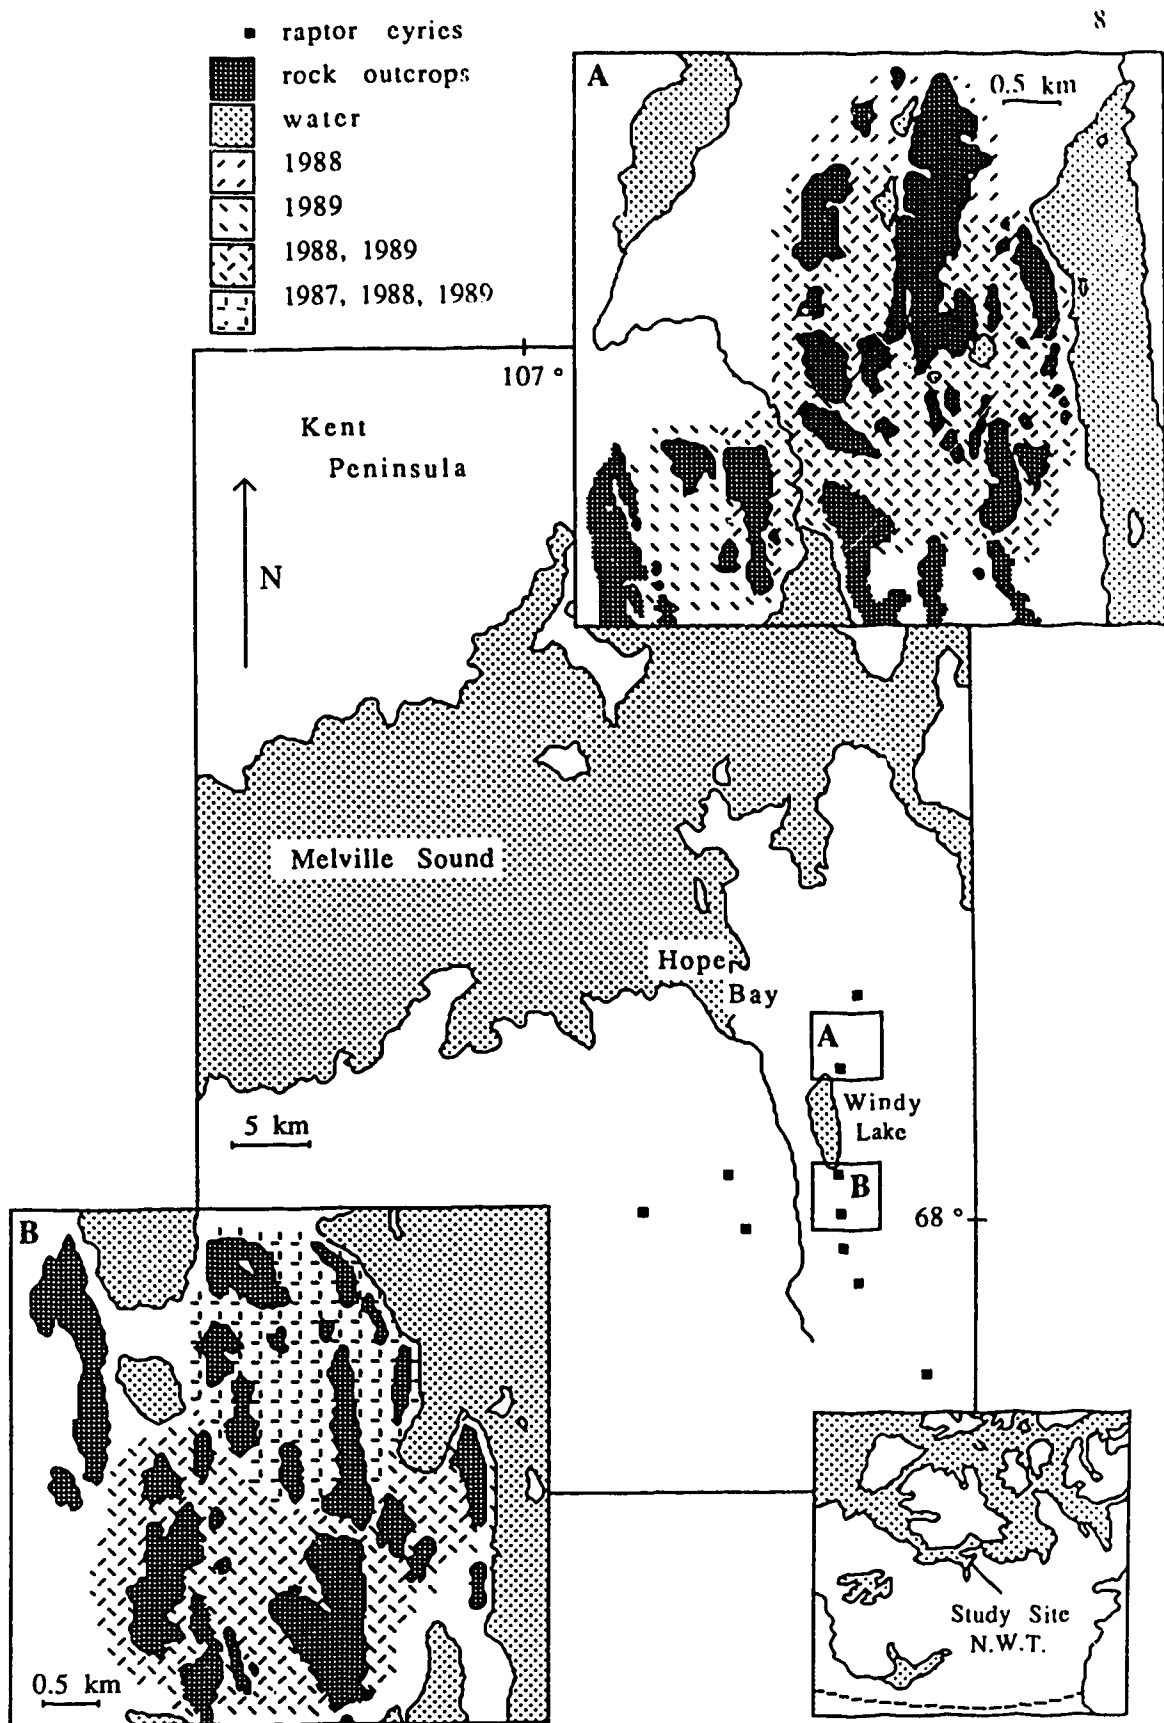 8
raptor eyries
rock outcrops
water
1988
1989
1988, 1989
1987, 1988, 1989
A
0.5 km
107 °
Kent
Peninsula
N
Melville Sound
Hope
Bay
A
Windy
Lake
5 km
B
68 °
B
0.5 km
Study Site
N.W.T.